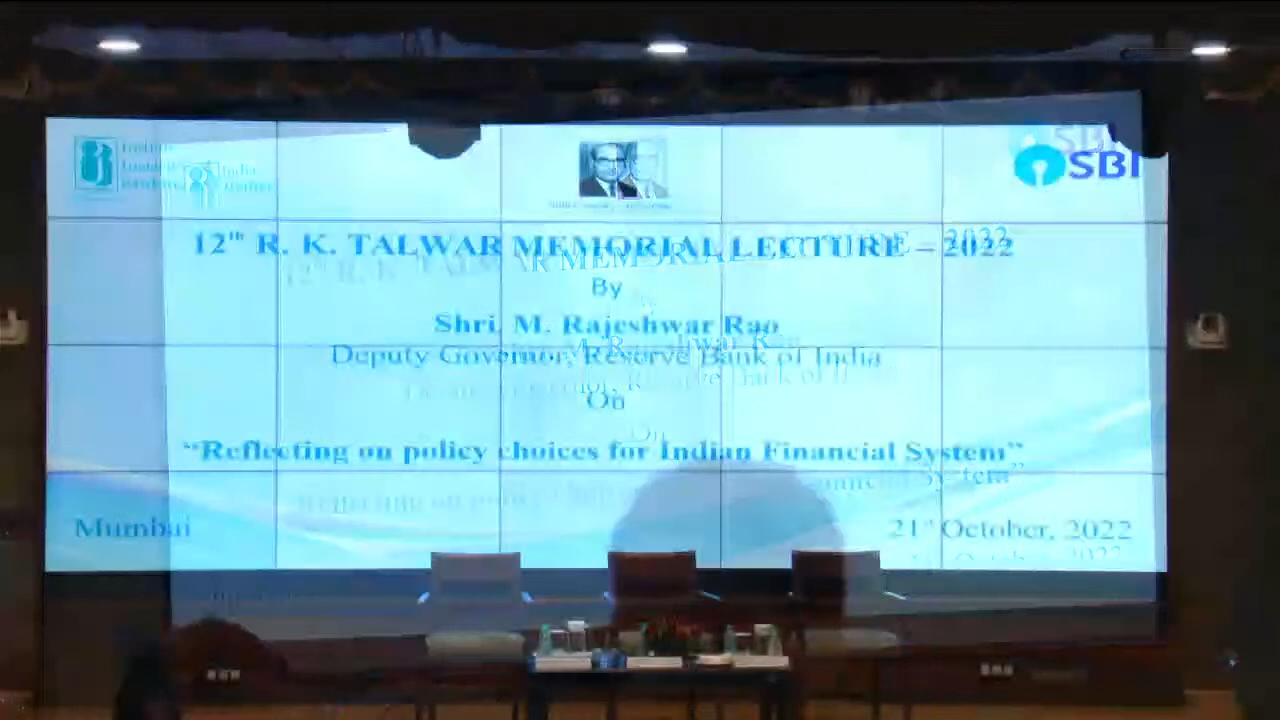 SBI
12th R. K. TALWAR MEMORIAL LECTURE – 2022
By
Shri. M. Rajeshwar Rao
Deputy Governor, Reserve Bank of India
On
“Reflecting on policy choices for Indian Financial System”
Mumbai
21st October, 2022